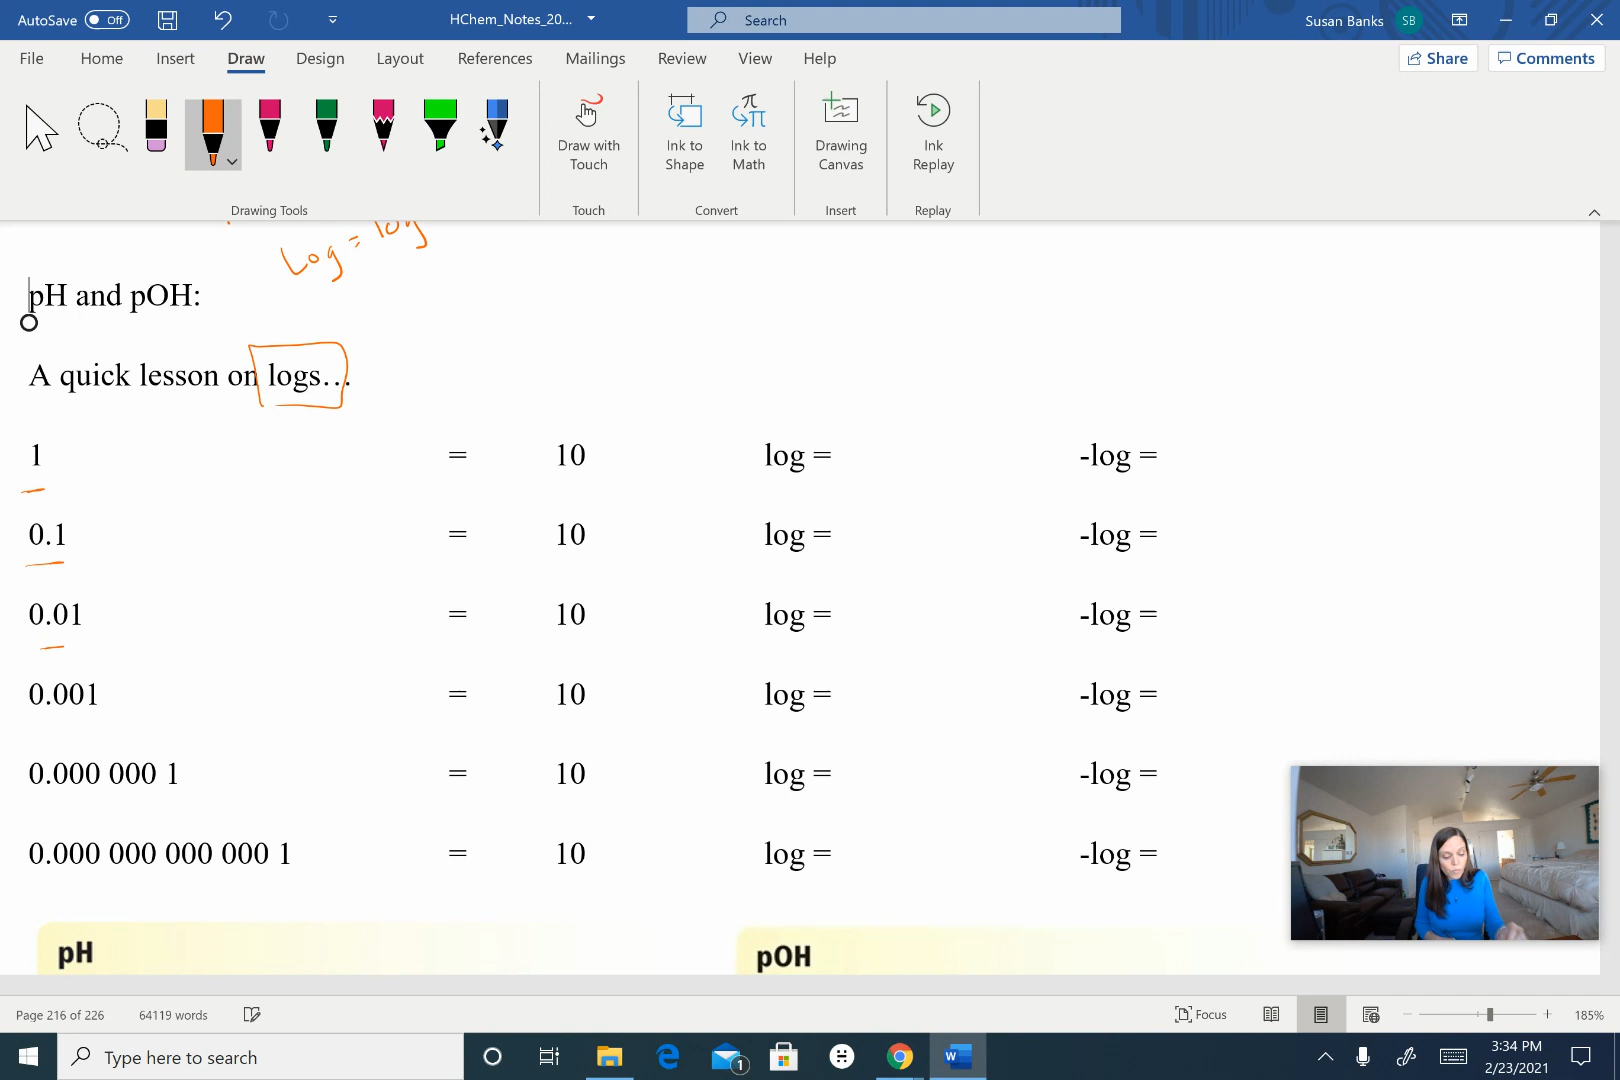 AutoSave Off HChem_Notes_20... Search Susan Banks SB
File Home Insert Draw Design Layout References Mailings Review View Help Share Comments
Draw with Touch Ink to Shape Ink to Math Drawing Canvas Ink Replay
Drawing Tools Touch Convert Insert Replay
Log = log
pH and pOH:
A quick lesson on logs...
1 = 10 log = -log =
0.1 = 10 log = -log =
0.01 = 10 log = -log =
0.001 = 10 log = -log =
0.000 000 1 = 10 log = -log =
0.000 000 000 000 1 = 10 log = -log =
pH pOH
Page 216 of 226 64119 words Focus 185%
Type here to search 1 3:34 PM
2/23/2021